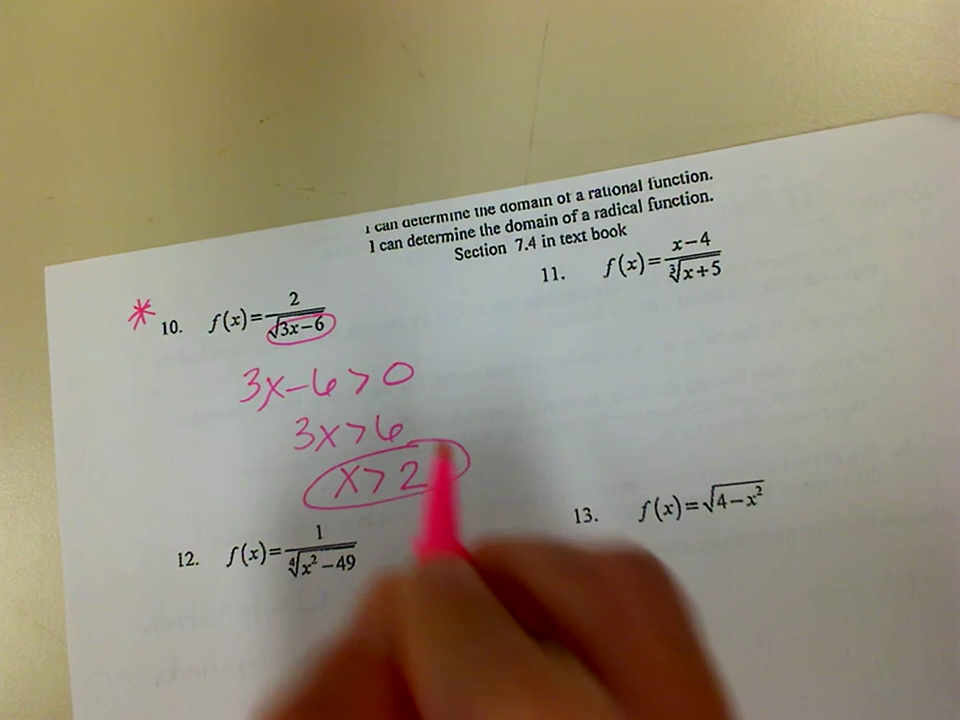 I can determine the domain of a rational function.
I can determine the domain of a radical function.
Section 7.4 in text book
* 10. f(x)=2/√(3x−6)
3x−6>0
3x>6
x>2
11. f(x)=(x−4)/∛(x+5)
12. f(x)=1/∜(x²−49)
13. f(x)=√(4−x²)